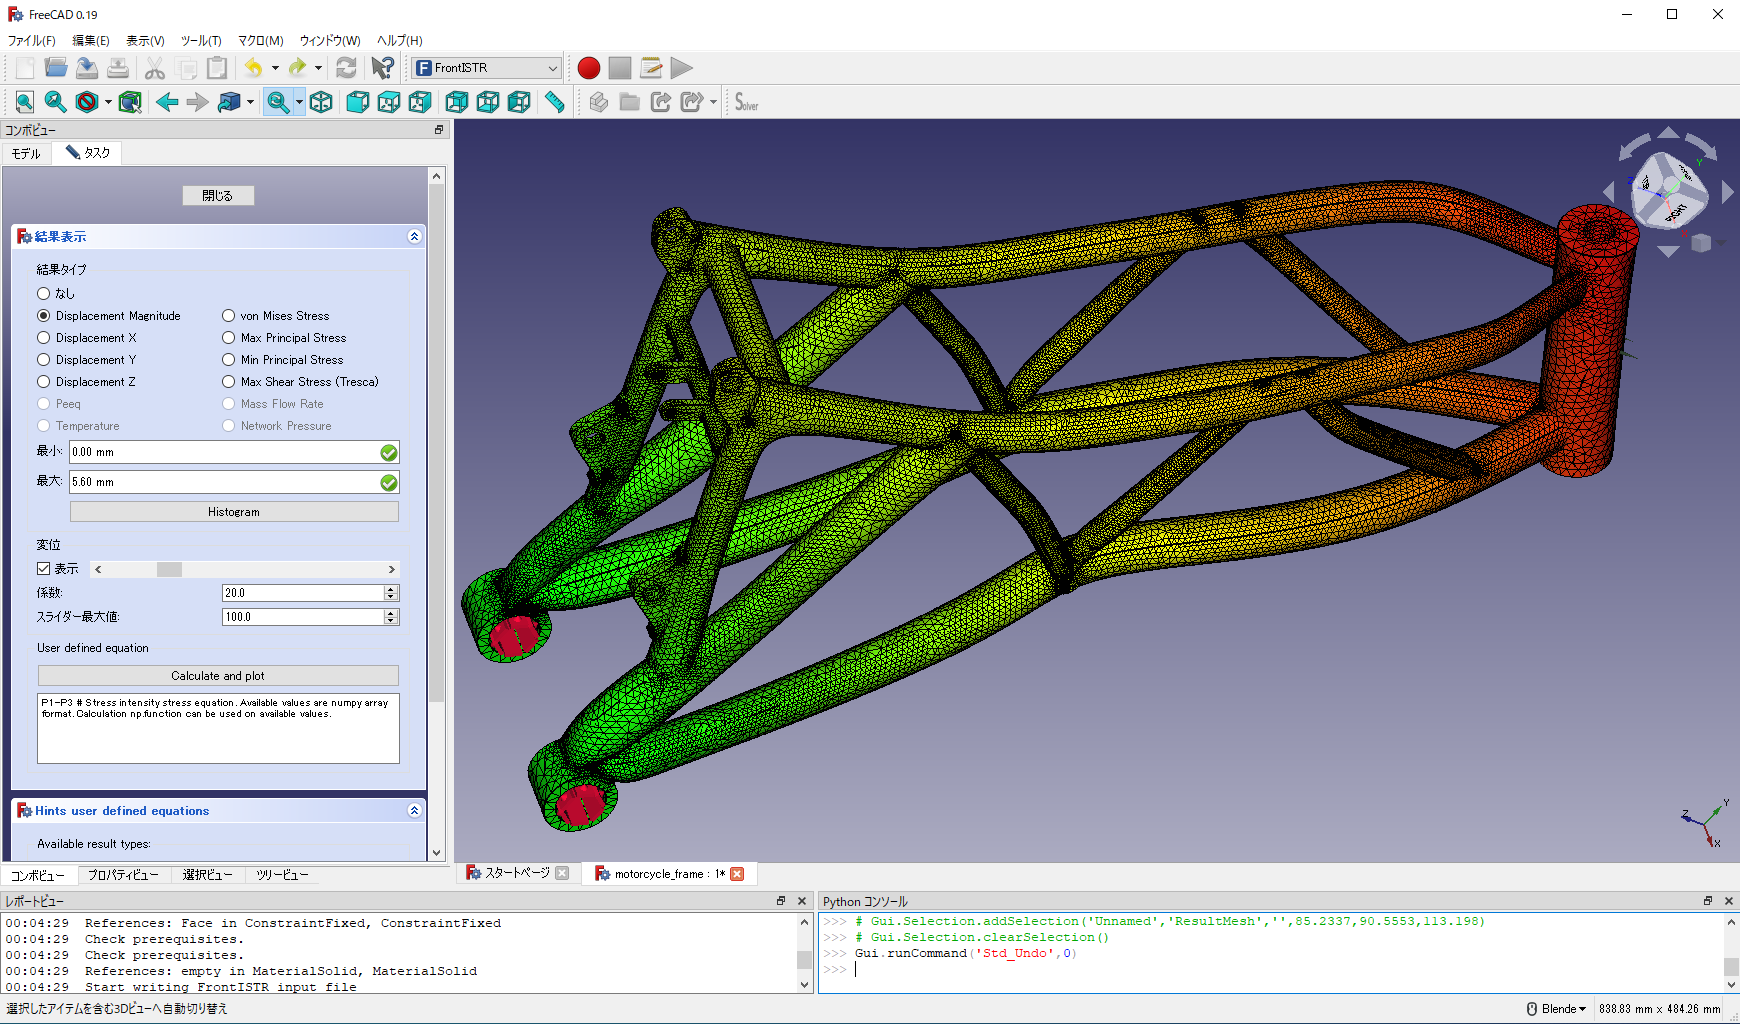 FreeCAD 0.19
ファイル(F) 編集(E) 表示(V) ツール(T) マクロ(M) ウィンドウ(W) ヘルプ(H)
FrontISTR
Solver
コンボビュー
モデル タスク
閉じる
結果表示
結果タイプ
なし
Displacement Magnitude von Mises Stress
Displacement X Max Principal Stress
Displacement Y Min Principal Stress
Displacement Z Max Shear Stress (Tresca)
Peeq Mass Flow Rate
Temperature Network Pressure
最小: 0.00 mm
最大: 5.60 mm
Histogram
変位
表示
係数: 20.0
スライダー最大値: 100.0
User defined equation
Calculate and plot
P1-P3 # Stress intensity stress equation. Available values are numpy array
format. Calculation np.function can be used on available values.
Hints user defined equations
Available result types:
コンボビュー プロパティビュー 選択ビュー ツリービュー
RIGHT
Z
Y
Z
Y
X
スタートページ motorcycle_frame : 1*
レポートビュー
00:04:29 References: Face in ConstraintFixed, ConstraintFixed
00:04:29 Check prerequisites.
00:04:29 Check prerequisites.
00:04:29 References: empty in MaterialSolid, MaterialSolid
00:04:29 Start writing FrontISTR input file
Python コンソール
>>> # Gui.Selection.addSelection('Unnamed','ResultMesh','',85.2337,90.5553,113.198)
>>> # Gui.Selection.clearSelection()
>>> Gui.runCommand('Std_Undo',0)
>>>
選択したアイテムを含む3Dビューへ自動切り替え
Blende 838.83 mm x 484.26 mm